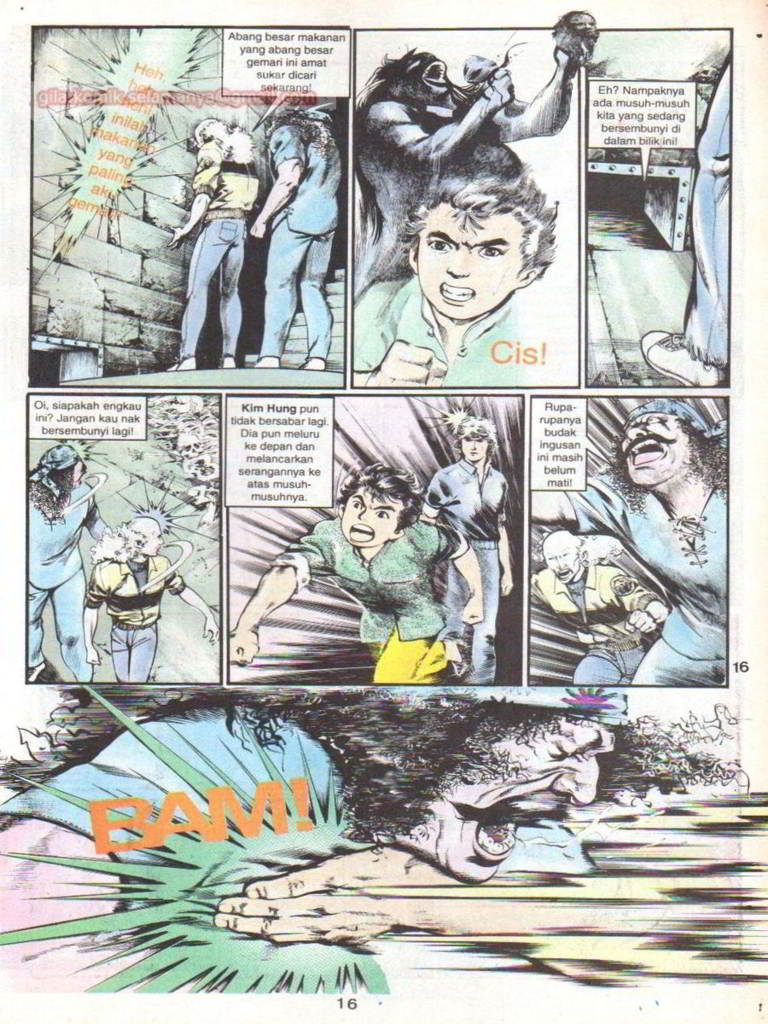 Heh,
heh,
heh!
inilah
makanan
yang
paling
aku
gemari!
Abang besar makanan
yang abang besar
gemari ini amat
sukar dicari
sekarang!
Cis!
Eh? Nampaknya
ada musuh-musuh
kita yang sedang
bersembunyi di
dalam bilik ini!
Oi, siapakah engkau
ini? Jangan kau nak
bersembunyi lagi!
Kim Hung pun
tidak bersabar lagi.
Dia pun meluru
ke depan dan
melancarkan
serangannya ke
atas musuh-
musuhnya.
Rupa-
rupanya
budak
ingusan
ini masih
belum
mati!
16
BAM!
16